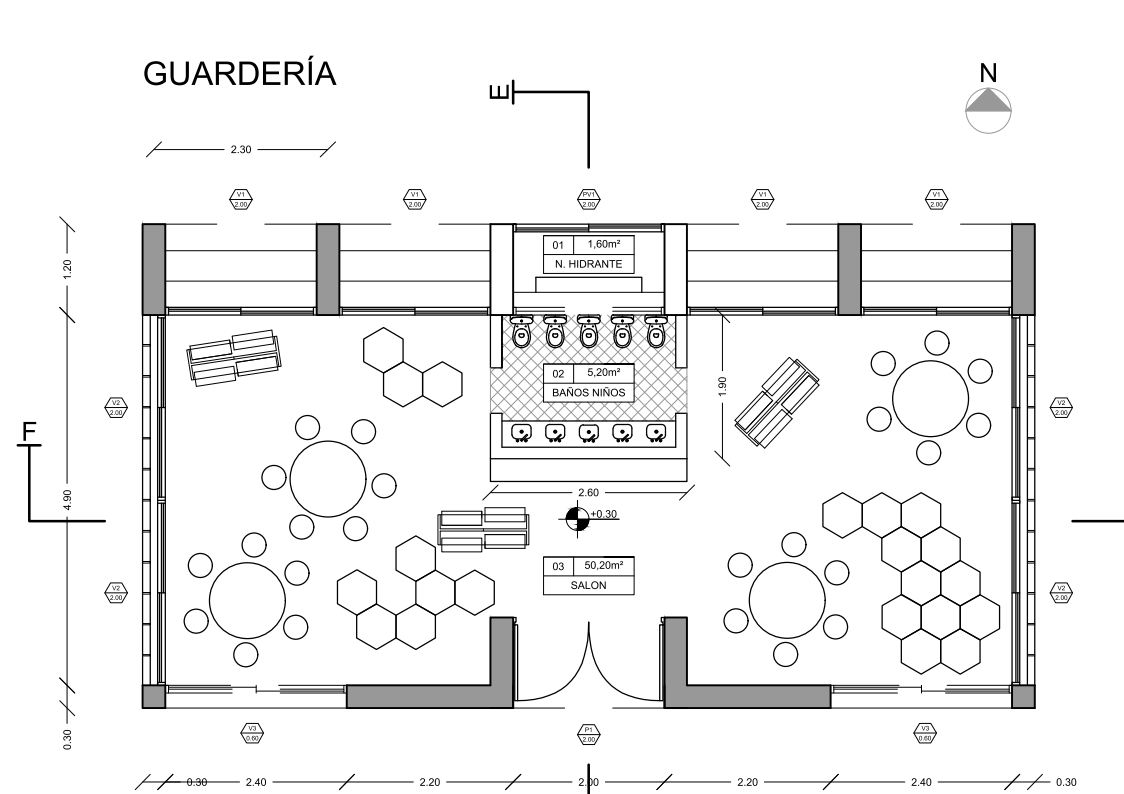 GUARDERÍA
E
N
2.30
V1
2.00
V1
2.00
PV1
2.00
V1
2.00
V1
2.00
01 1,60m²
N. HIDRANTE
1.20
02 5,20m²
BAÑOS NIÑOS
1.90
V2
2.00
V2
2.00
F
4.90
2.60
+0.30
03 50,20m²
SALON
V2
2.00
V2
2.00
0.30
V3
0.60
P1
2.00
V3
0.60
0.30 2.40 2.20 2.00 2.20 2.40 0.30